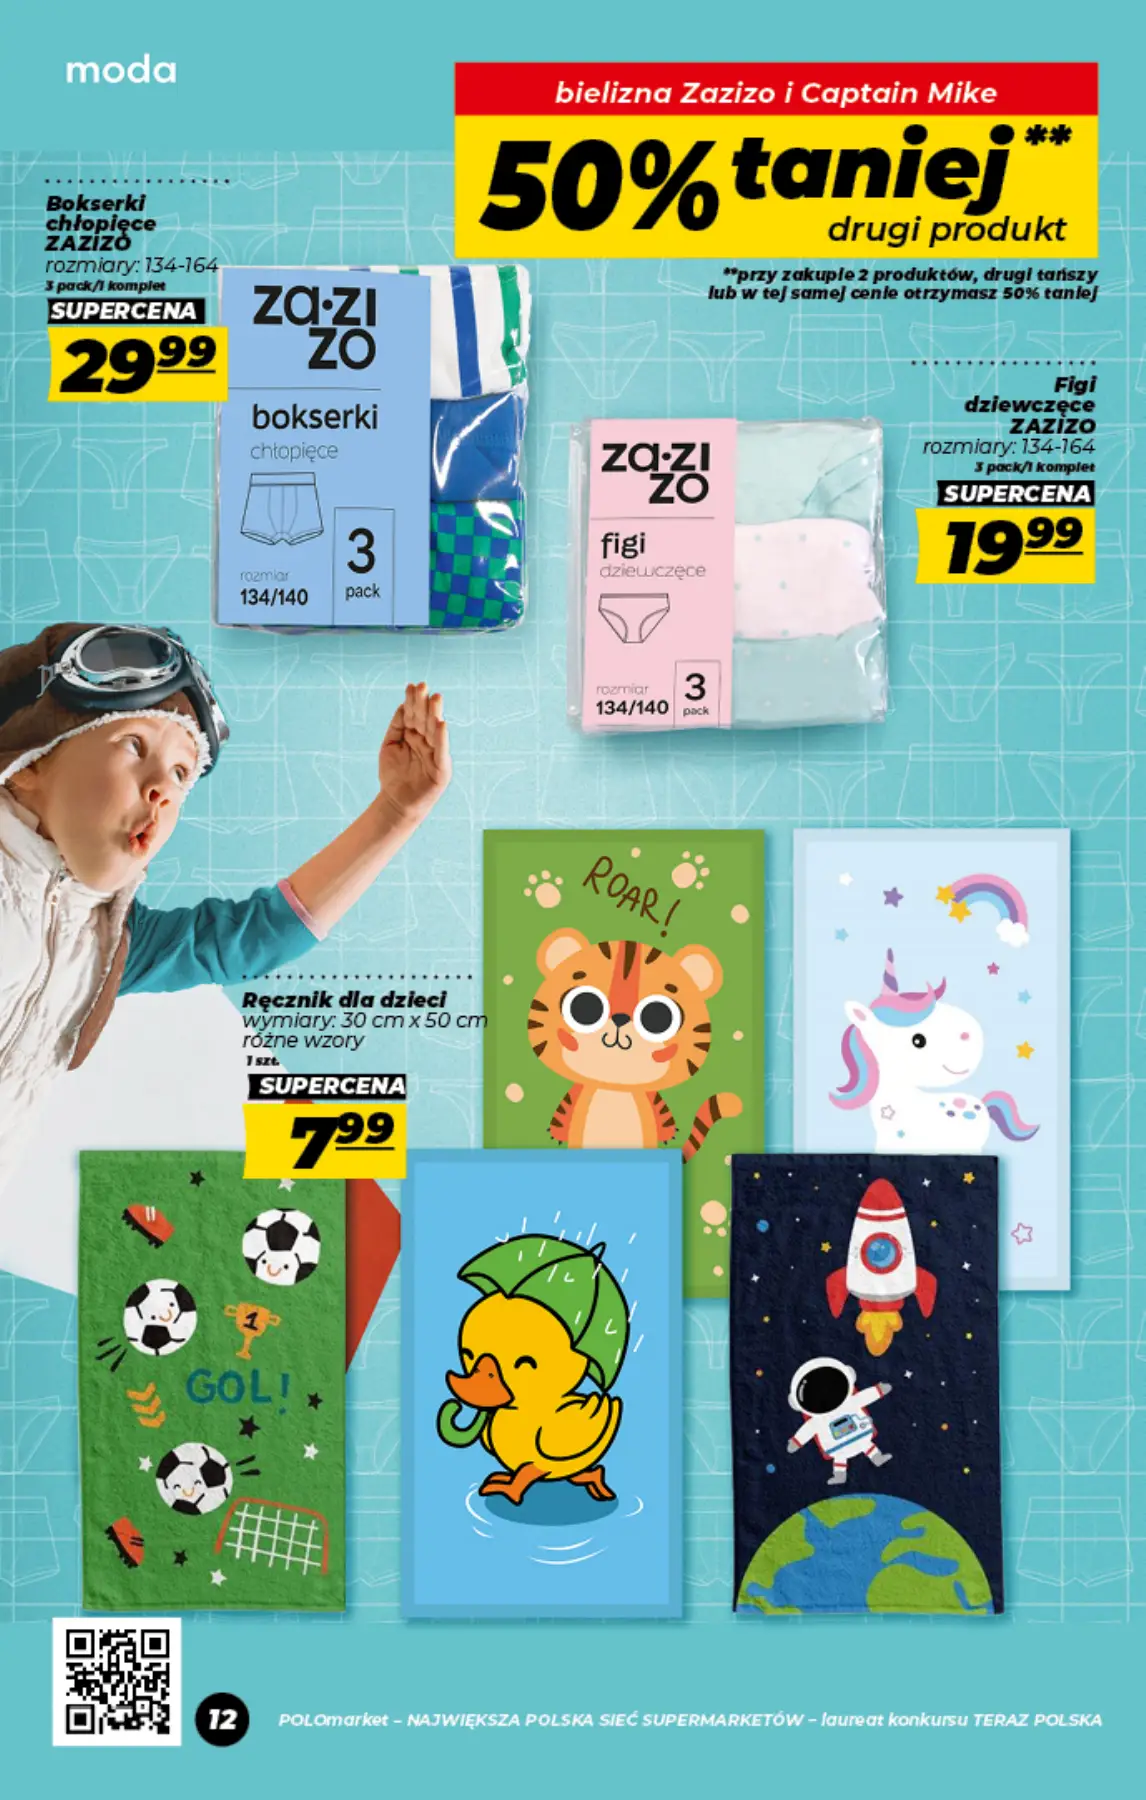 moda
bielizna Zazizo i Captain Mike
50% taniej**
drugi produkt
**przy zakupie 2 produktów, drugi tańszy
lub w tej samej cenie otrzymasz 50% taniej
Bokserki
chłopięce
ZAZIZO
rozmiary: 134-164
3 pack/1 komplet
SUPERCENA
29 99
za·zi
zo
bokserki
chłopięce
rozmiar
134/140
3
pack
Figi
dziewczęce
ZAZIZO
rozmiary: 134-164
3 pack/1 komplet
SUPERCENA
19 99
za·zi
zo
figi
dziewczęce
rozmiar
134/140
3
pack
ROAR!
Ręcznik dla dzieci
wymiary: 30 cm x 50 cm
różne wzory
1 szt.
SUPERCENA
7 99
1
GOL!
12
POLOmarket – NAJWIĘKSZA POLSKA SIEĆ SUPERMARKETÓW – laureat konkursu TERAZ POLSKA